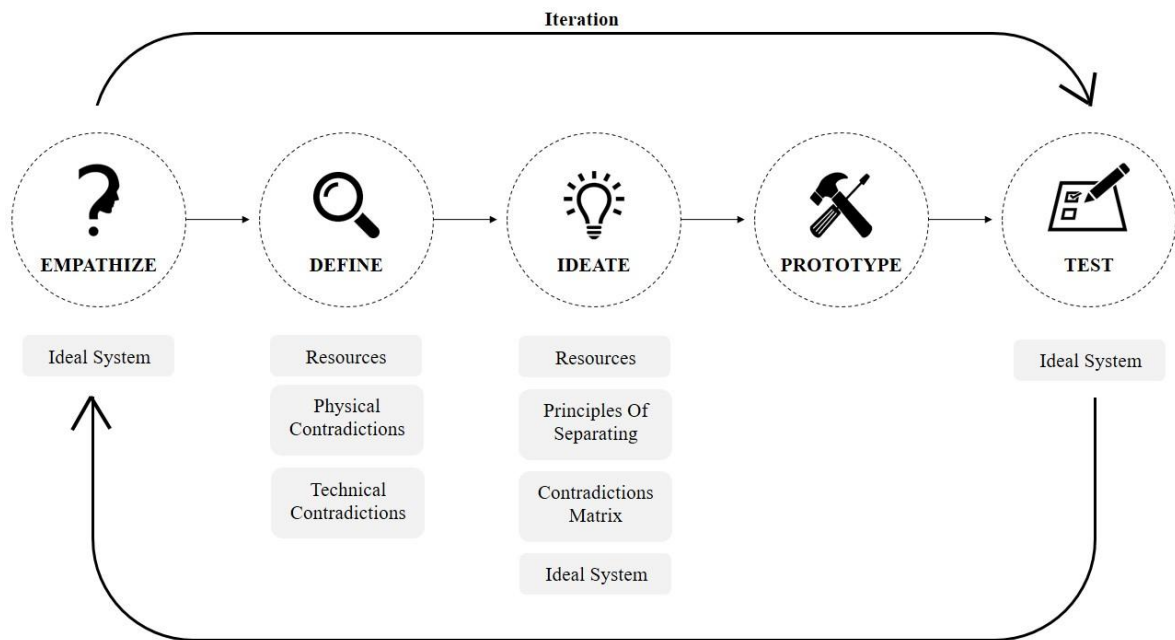 Iteration
EMPATHIZE
DEFINE
IDEATE
PROTOTYPE
TEST
Ideal System
Resources
Physical
Contradictions
Technical
Contradictions
Resources
Principles Of
Separating
Contradictions
Matrix
Ideal System
Ideal System